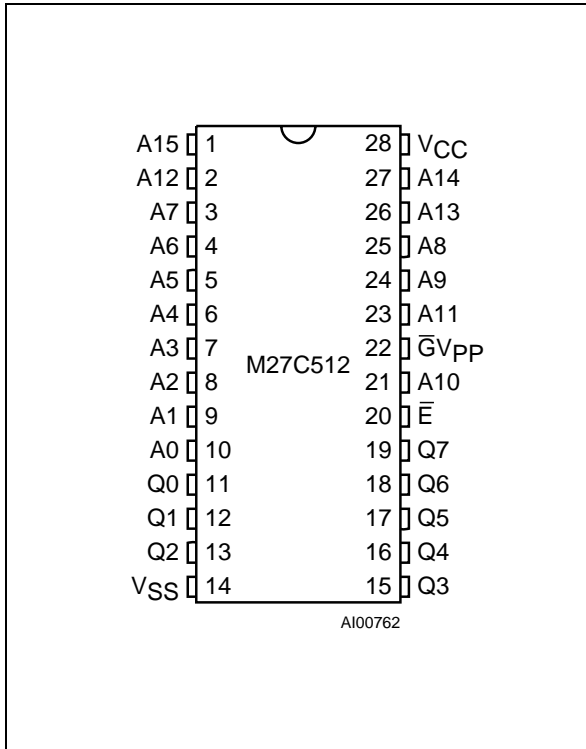 A15 1 28 VCC
A12 2 27 A14
A7 3 26 A13
A6 4 25 A8
A5 5 24 A9
A4 6 23 A11
A3 7 22 G̅VPP
M27C512
A2 8 21 A10
A1 9 20 E̅
A0 10 19 Q7
Q0 11 18 Q6
Q1 12 17 Q5
Q2 13 16 Q4
VSS 14 15 Q3
AI00762